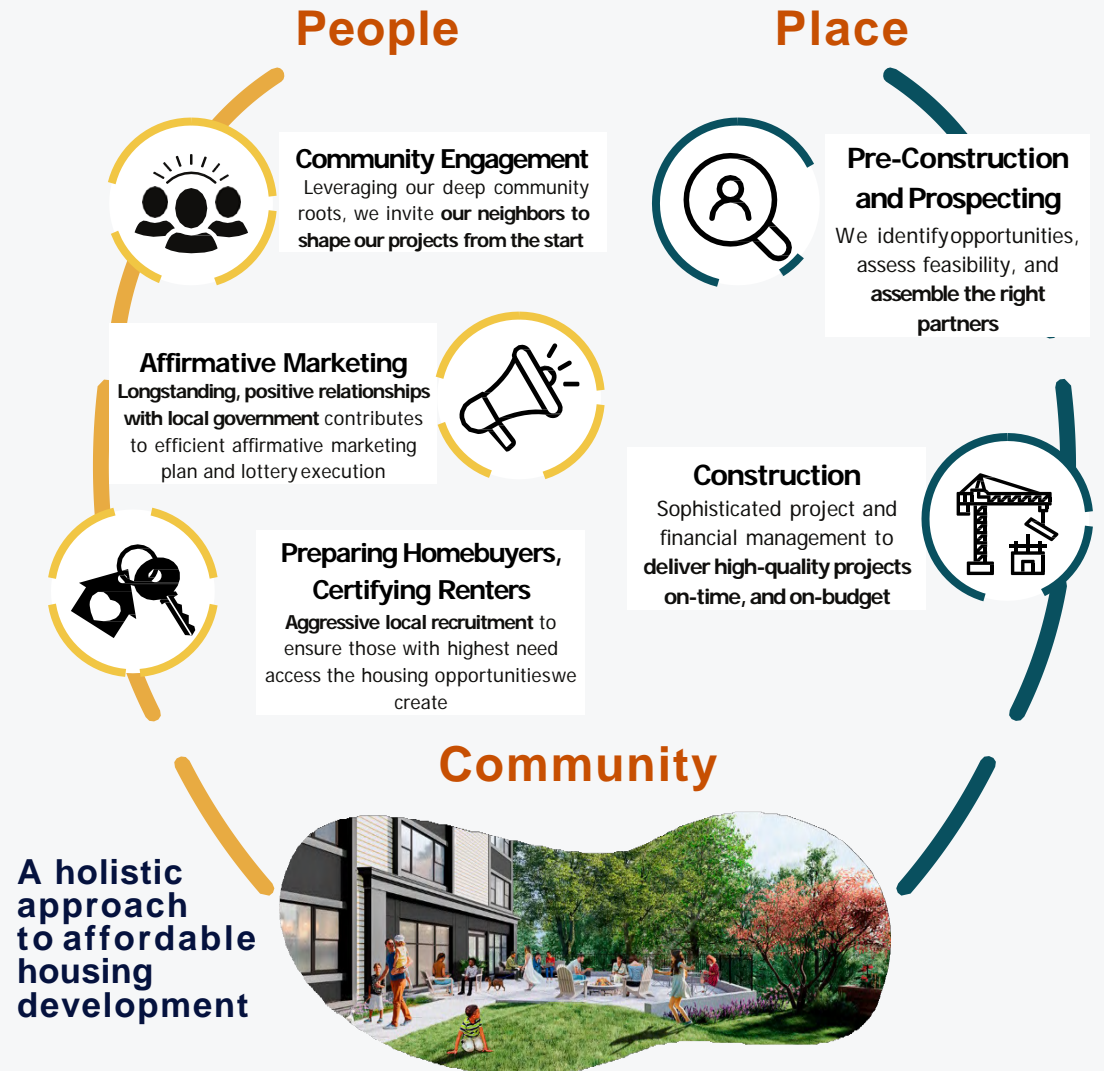 People
Community Engagement
Leveraging our deep community
roots, we invite our neighbors to
shape our projects from the start
Affirmative Marketing
Longstanding, positive relationships
with local government contributes
to efficient affirmative marketing
plan and lottery execution
Preparing Homebuyers,
Certifying Renters
Aggressive local recruitment to
ensure those with highest need
access the housing opportunitieswe
create
Place
Pre-Construction
and Prospecting
We identifyopportunities,
assess feasibility, and
assemble the right
partners
Construction
Sophisticated project and
financial management to
deliver high-quality projects
on-time, and on-budget
Community
A holistic
approach
to affordable
housing
development